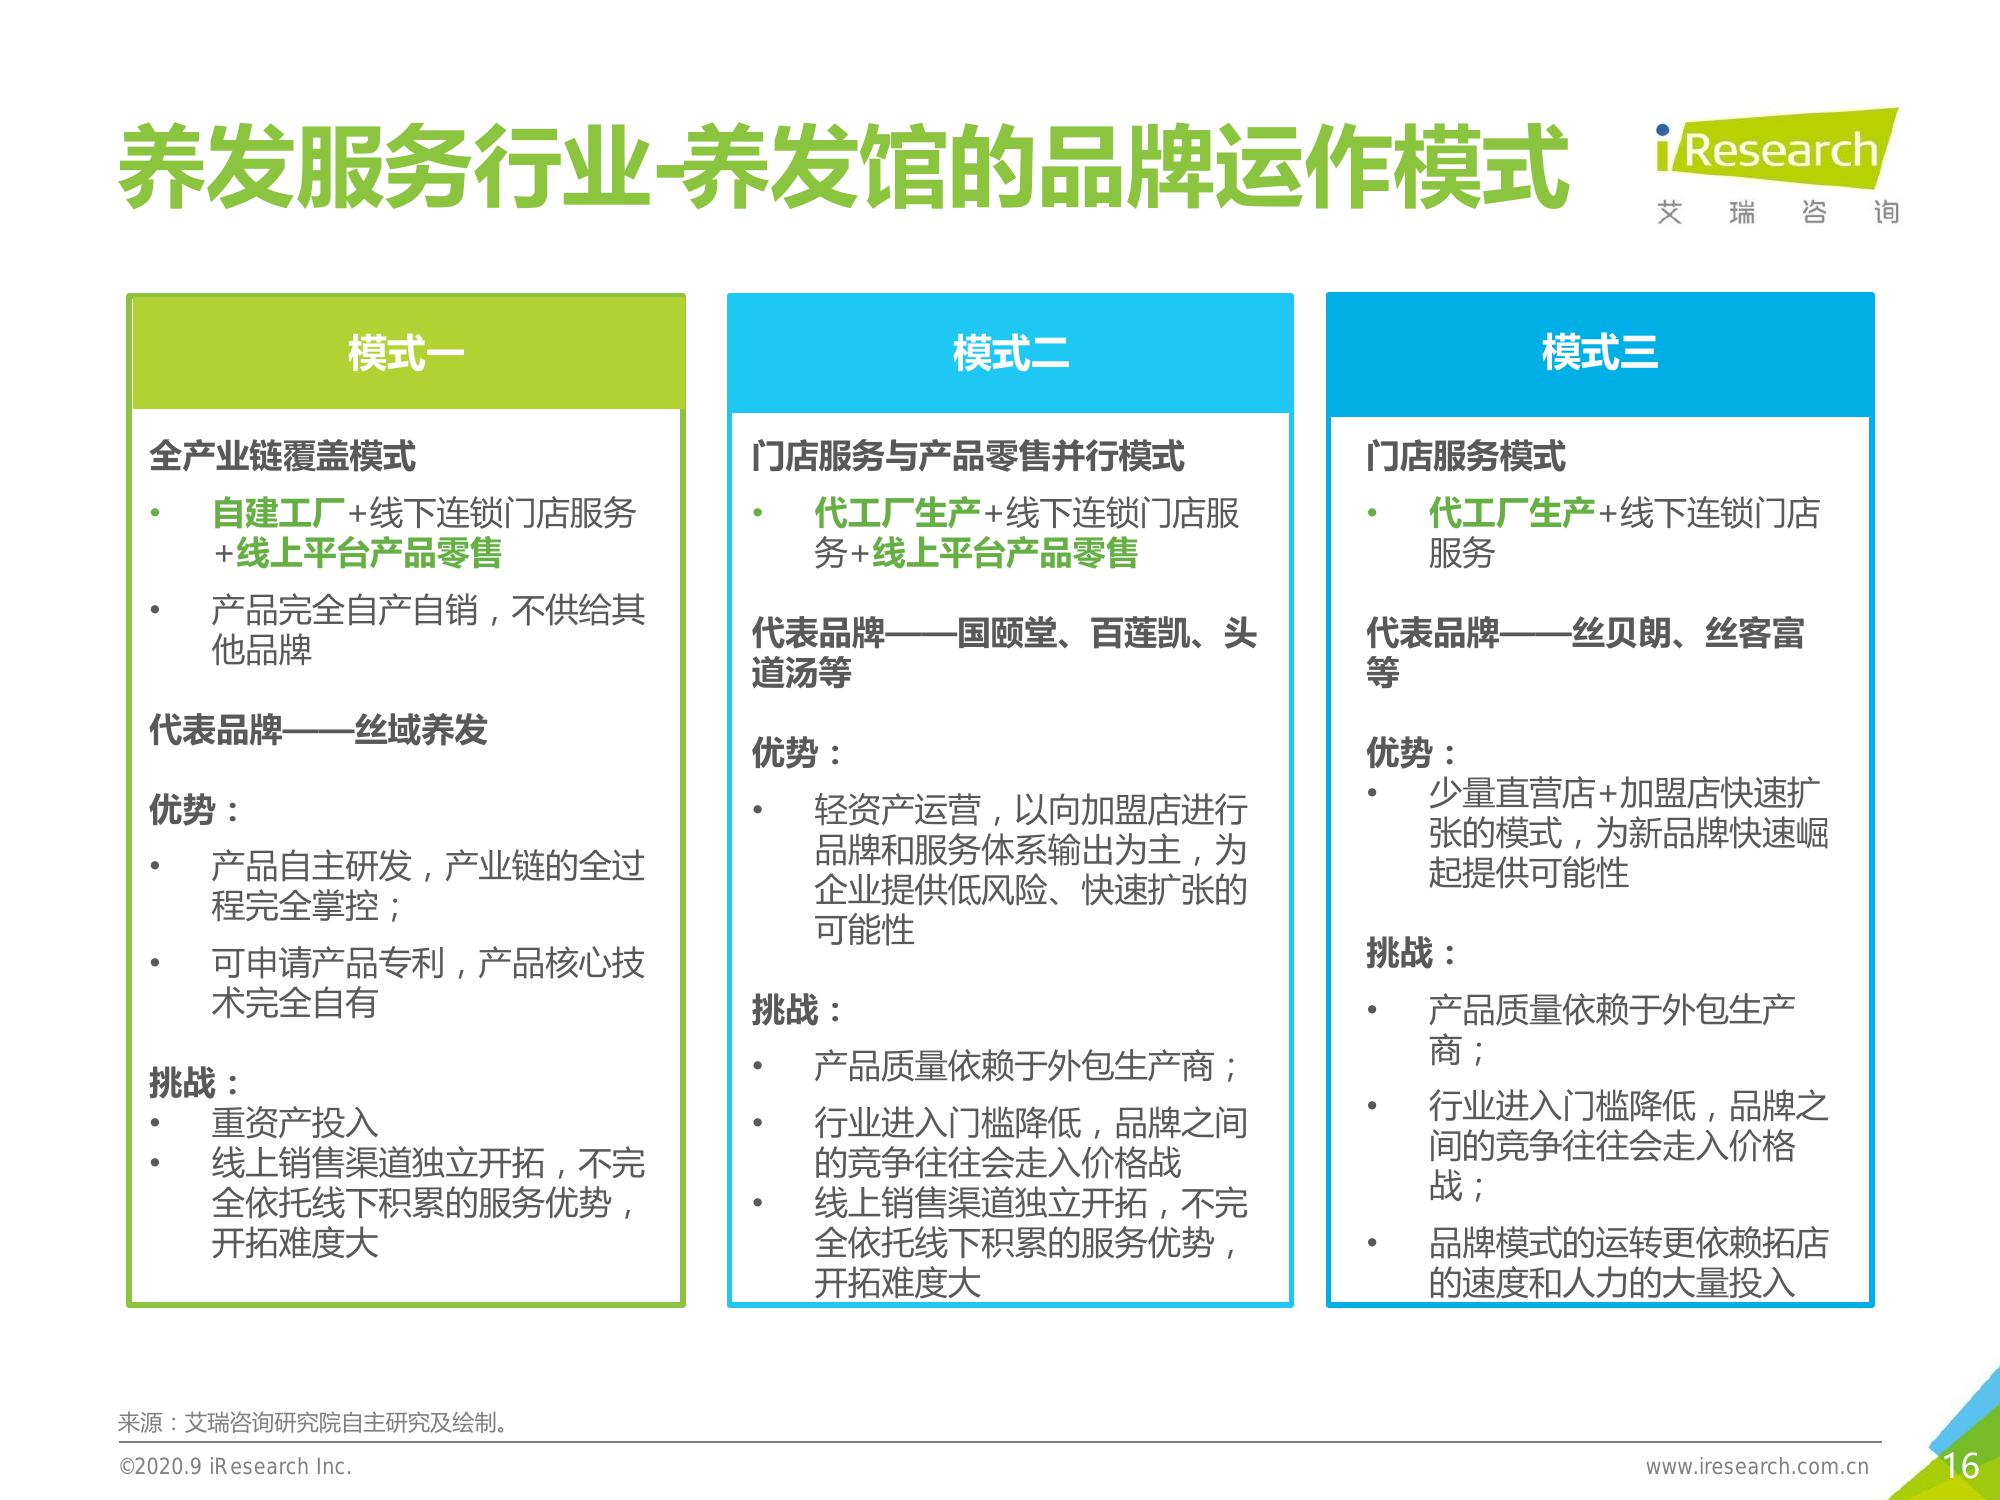 养发服务行业-养发馆的品牌运作模式
iResearch
艾 瑞 咨 询
模式一
全产业链覆盖模式
• 自建工厂+线下连锁门店服务
+线上平台产品零售
• 产品完全自产自销，不供给其
他品牌
代表品牌——丝域养发
优势：
• 产品自主研发，产业链的全过
程完全掌控；
• 可申请产品专利，产品核心技
术完全自有
挑战：
• 重资产投入
• 线上销售渠道独立开拓，不完
全依托线下积累的服务优势，
开拓难度大
模式二
门店服务与产品零售并行模式
• 代工厂生产+线下连锁门店服
务+线上平台产品零售
代表品牌——国颐堂、百莲凯、头
道汤等
优势：
• 轻资产运营，以向加盟店进行
品牌和服务体系输出为主，为
企业提供低风险、快速扩张的
可能性
挑战：
• 产品质量依赖于外包生产商；
• 行业进入门槛降低，品牌之间
的竞争往往会走入价格战
• 线上销售渠道独立开拓，不完
全依托线下积累的服务优势，
开拓难度大
模式三
门店服务模式
• 代工厂生产+线下连锁门店
服务
代表品牌——丝贝朗、丝客富
等
优势：
• 少量直营店+加盟店快速扩
张的模式，为新品牌快速崛
起提供可能性
挑战：
• 产品质量依赖于外包生产
商；
• 行业进入门槛降低，品牌之
间的竞争往往会走入价格
战；
• 品牌模式的运转更依赖拓店
的速度和人力的大量投入
来源：艾瑞咨询研究院自主研究及绘制。
©2020.9 iResearch Inc.
www.iresearch.com.cn
16